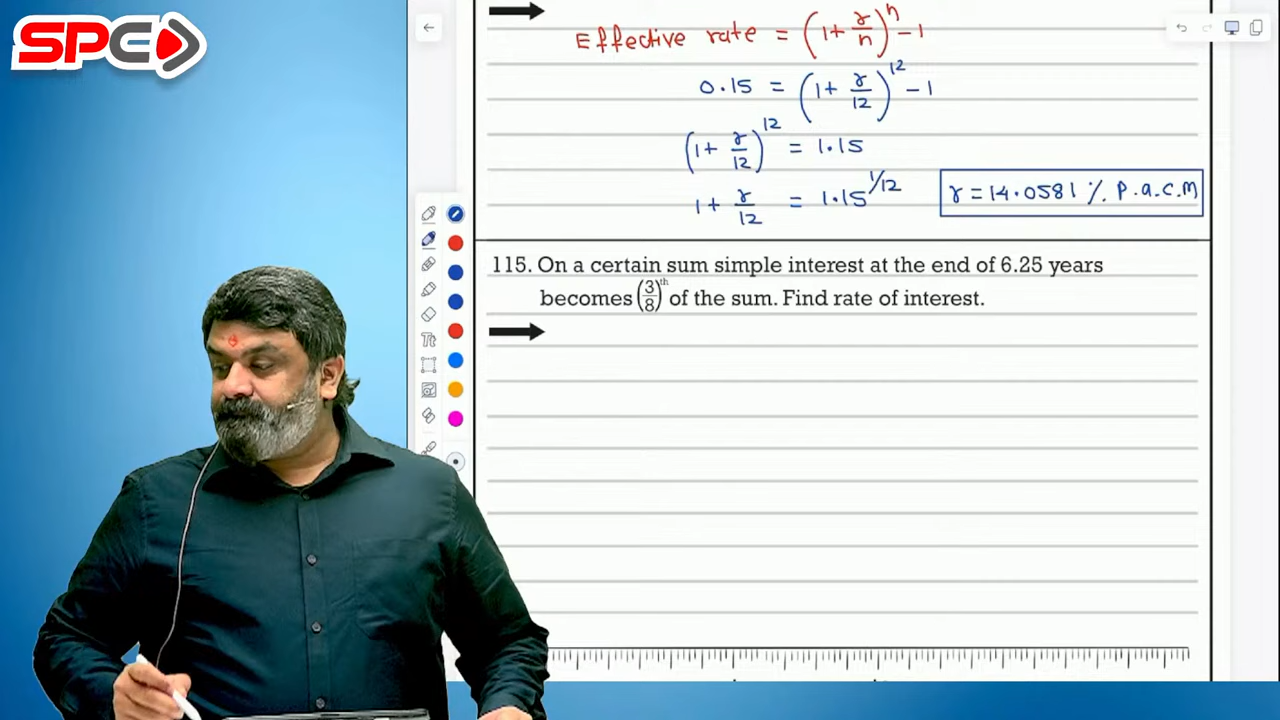 SPC
Effective rate = (1 + r/n)^n - 1
0.15 = (1 + r/12)^12 - 1
(1 + r/12)^12 = 1.15
1 + r/12 = 1.15^1/12
r = 14.0581 % p.a.c.m
115. On a certain sum simple interest at the end of 6.25 years
becomes (3/8)^th of the sum. Find rate of interest.
Tt